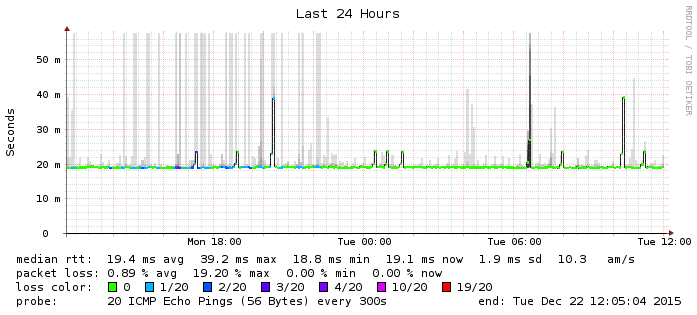 Last 24 Hours
RRDTOOL / TOBI OETIKER
Seconds
50 m
40 m
30 m
20 m
10 m
0
Mon 18:00 Tue 00:00 Tue 06:00 Tue 12:00
median rtt: 19.4 ms avg 39.2 ms max 18.8 ms min 19.1 ms now 1.9 ms sd 10.3 am/s
packet loss: 0.89 % avg 19.20 % max 0.00 % min 0.00 % now
loss color: 0 1/20 2/20 3/20 4/20 10/20 19/20
probe: 20 ICMP Echo Pings (56 Bytes) every 300s end: Tue Dec 22 12:05:04 2015